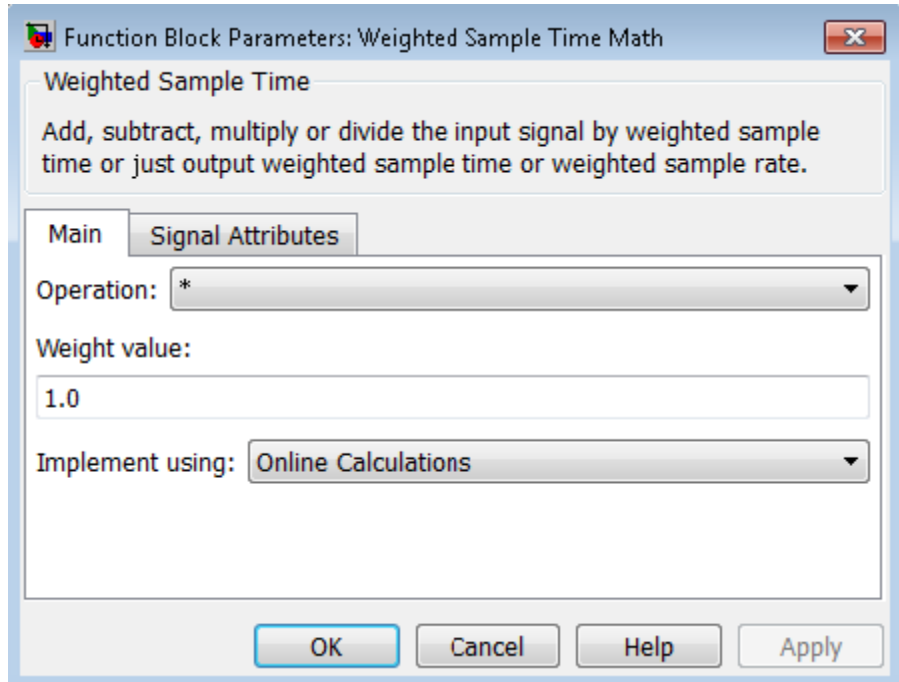 Function Block Parameters: Weighted Sample Time Math
Weighted Sample Time
Add, subtract, multiply or divide the input signal by weighted sample
time or just output weighted sample time or weighted sample rate.
Main Signal Attributes
Operation: *
Weight value:
1.0
Implement using: Online Calculations
OK Cancel Help Apply